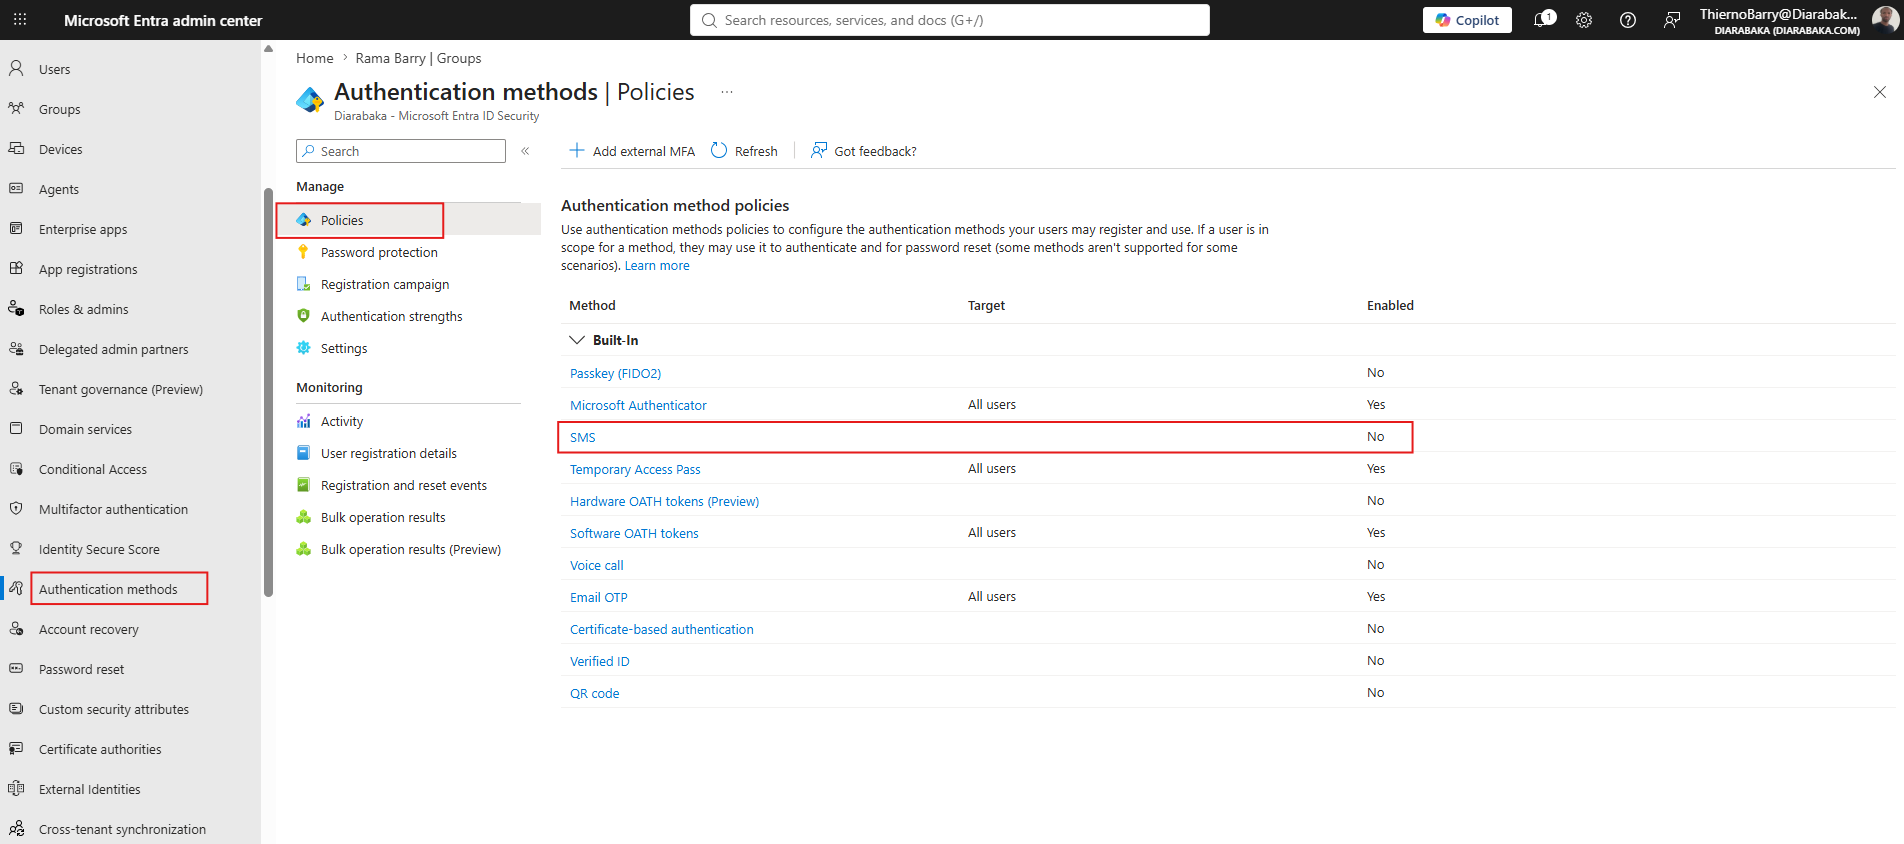 Microsoft Entra admin center
Search resources, services, and docs (G+/)
Copilot
1
ThiernoBarry@Diarabak...
DIARABAKA (DIARABAKA.COM)
Users
Groups
Devices
Agents
Enterprise apps
App registrations
Roles & admins
Delegated admin partners
Tenant governance (Preview)
Domain services
Conditional Access
Multifactor authentication
Identity Secure Score
Authentication methods
Account recovery
Password reset
Custom security attributes
Certificate authorities
External Identities
Cross-tenant synchronization
Home > Rama Barry | Groups
Authentication methods | Policies ...
Diarabaka - Microsoft Entra ID Security
Search
«
Manage
Policies
Password protection
Registration campaign
Authentication strengths
Settings
Monitoring
Activity
User registration details
Registration and reset events
Bulk operation results
Bulk operation results (Preview)
Add external MFA Refresh Got feedback?
Authentication method policies
Use authentication methods policies to configure the authentication methods your users may register and use. If a user is in
scope for a method, they may use it to authenticate and for password reset (some methods aren't supported for some
scenarios). Learn more
Method Target Enabled
Built-In
Passkey (FIDO2) No
Microsoft Authenticator All users Yes
SMS No
Temporary Access Pass All users Yes
Hardware OATH tokens (Preview) No
Software OATH tokens All users Yes
Voice call No
Email OTP All users Yes
Certificate-based authentication No
Verified ID No
QR code No